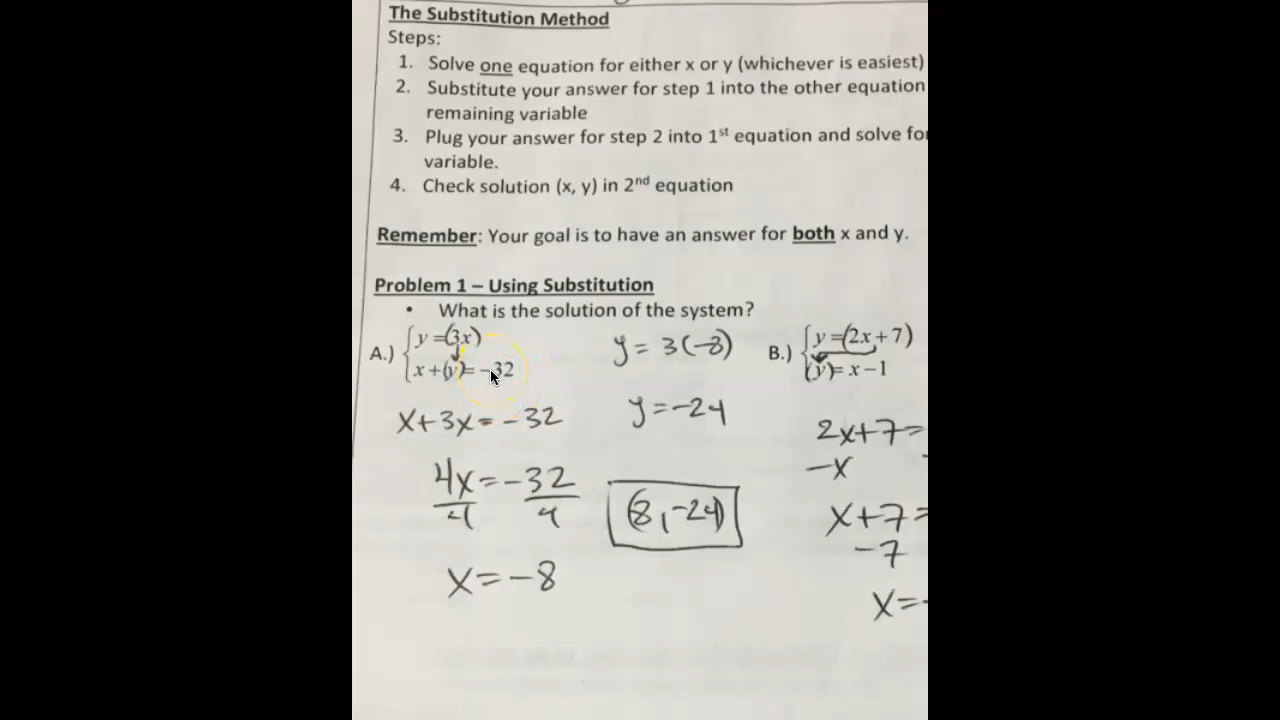 The Substitution Method
Steps:
1. Solve one equation for either x or y (whichever is easiest)
2. Substitute your answer for step 1 into the other equation
remaining variable
3. Plug your answer for step 2 into 1st equation and solve for
variable.
4. Check solution (x, y) in 2nd equation
Remember: Your goal is to have an answer for both x and y.
Problem 1 – Using Substitution
• What is the solution of the system?
A.) y=(3x)
x+(y)=-32
x+3x=-32
4x=-32
4 4
x=-8
y=3(-8)
y=-24
(8,-24)
B.) y=(2x+7)
(y)=x-1
2x+7=
-x
x+7=
-7
x=-